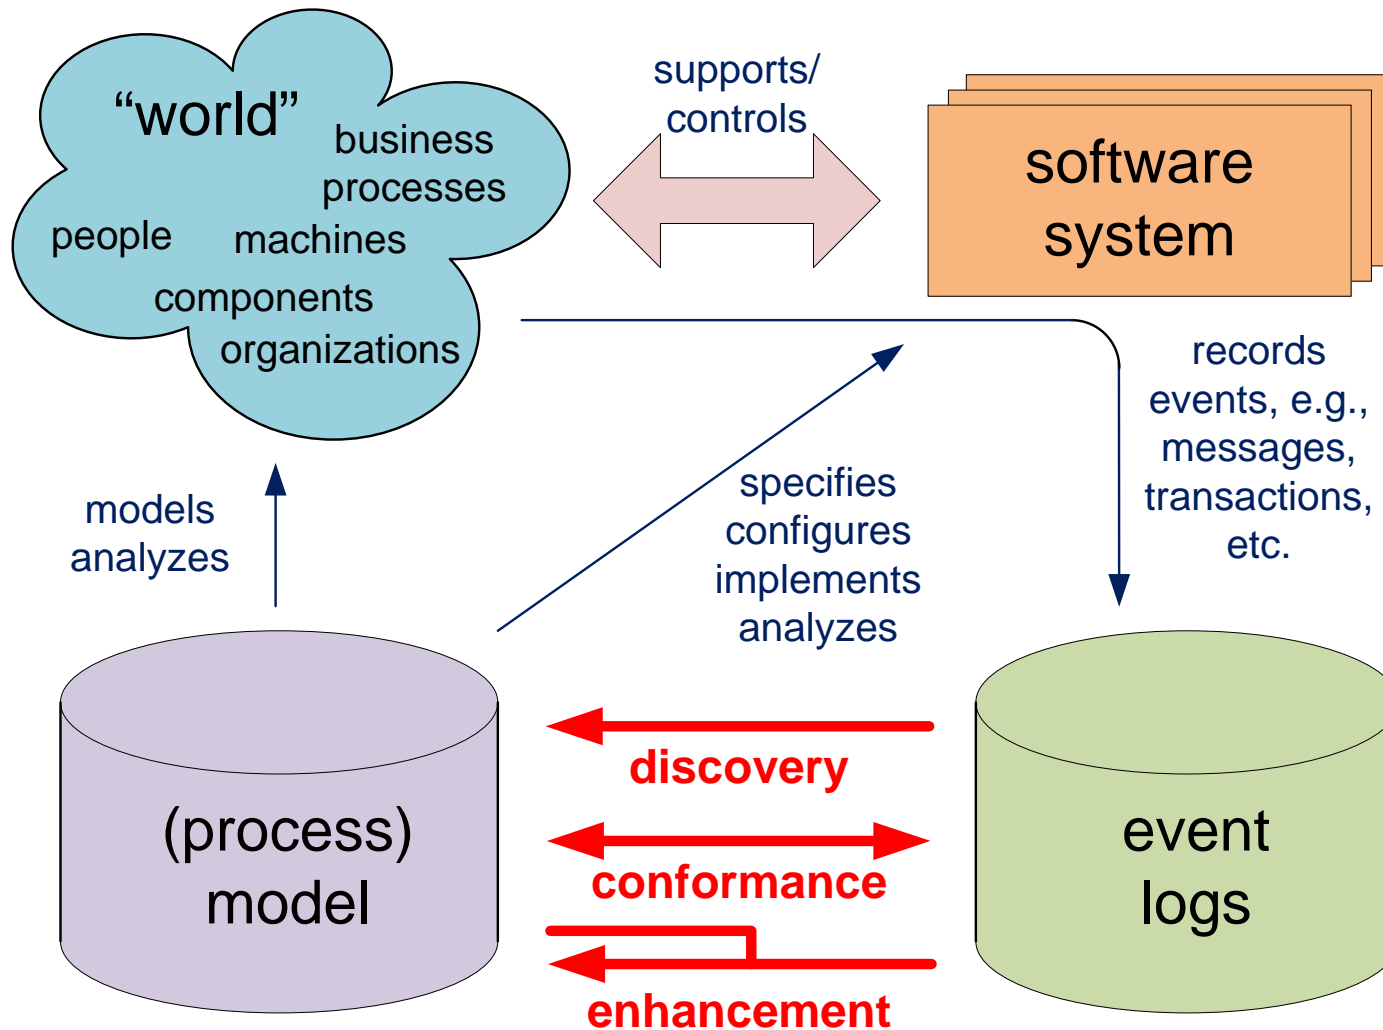 “world”
business
processes
people
machines
components
organizations
supports/
controls
software
system
records
events, e.g.,
messages,
transactions,
etc.
models
analyzes
specifies
configures
implements
analyzes
discovery
conformance
enhancement
(process)
model
event
logs